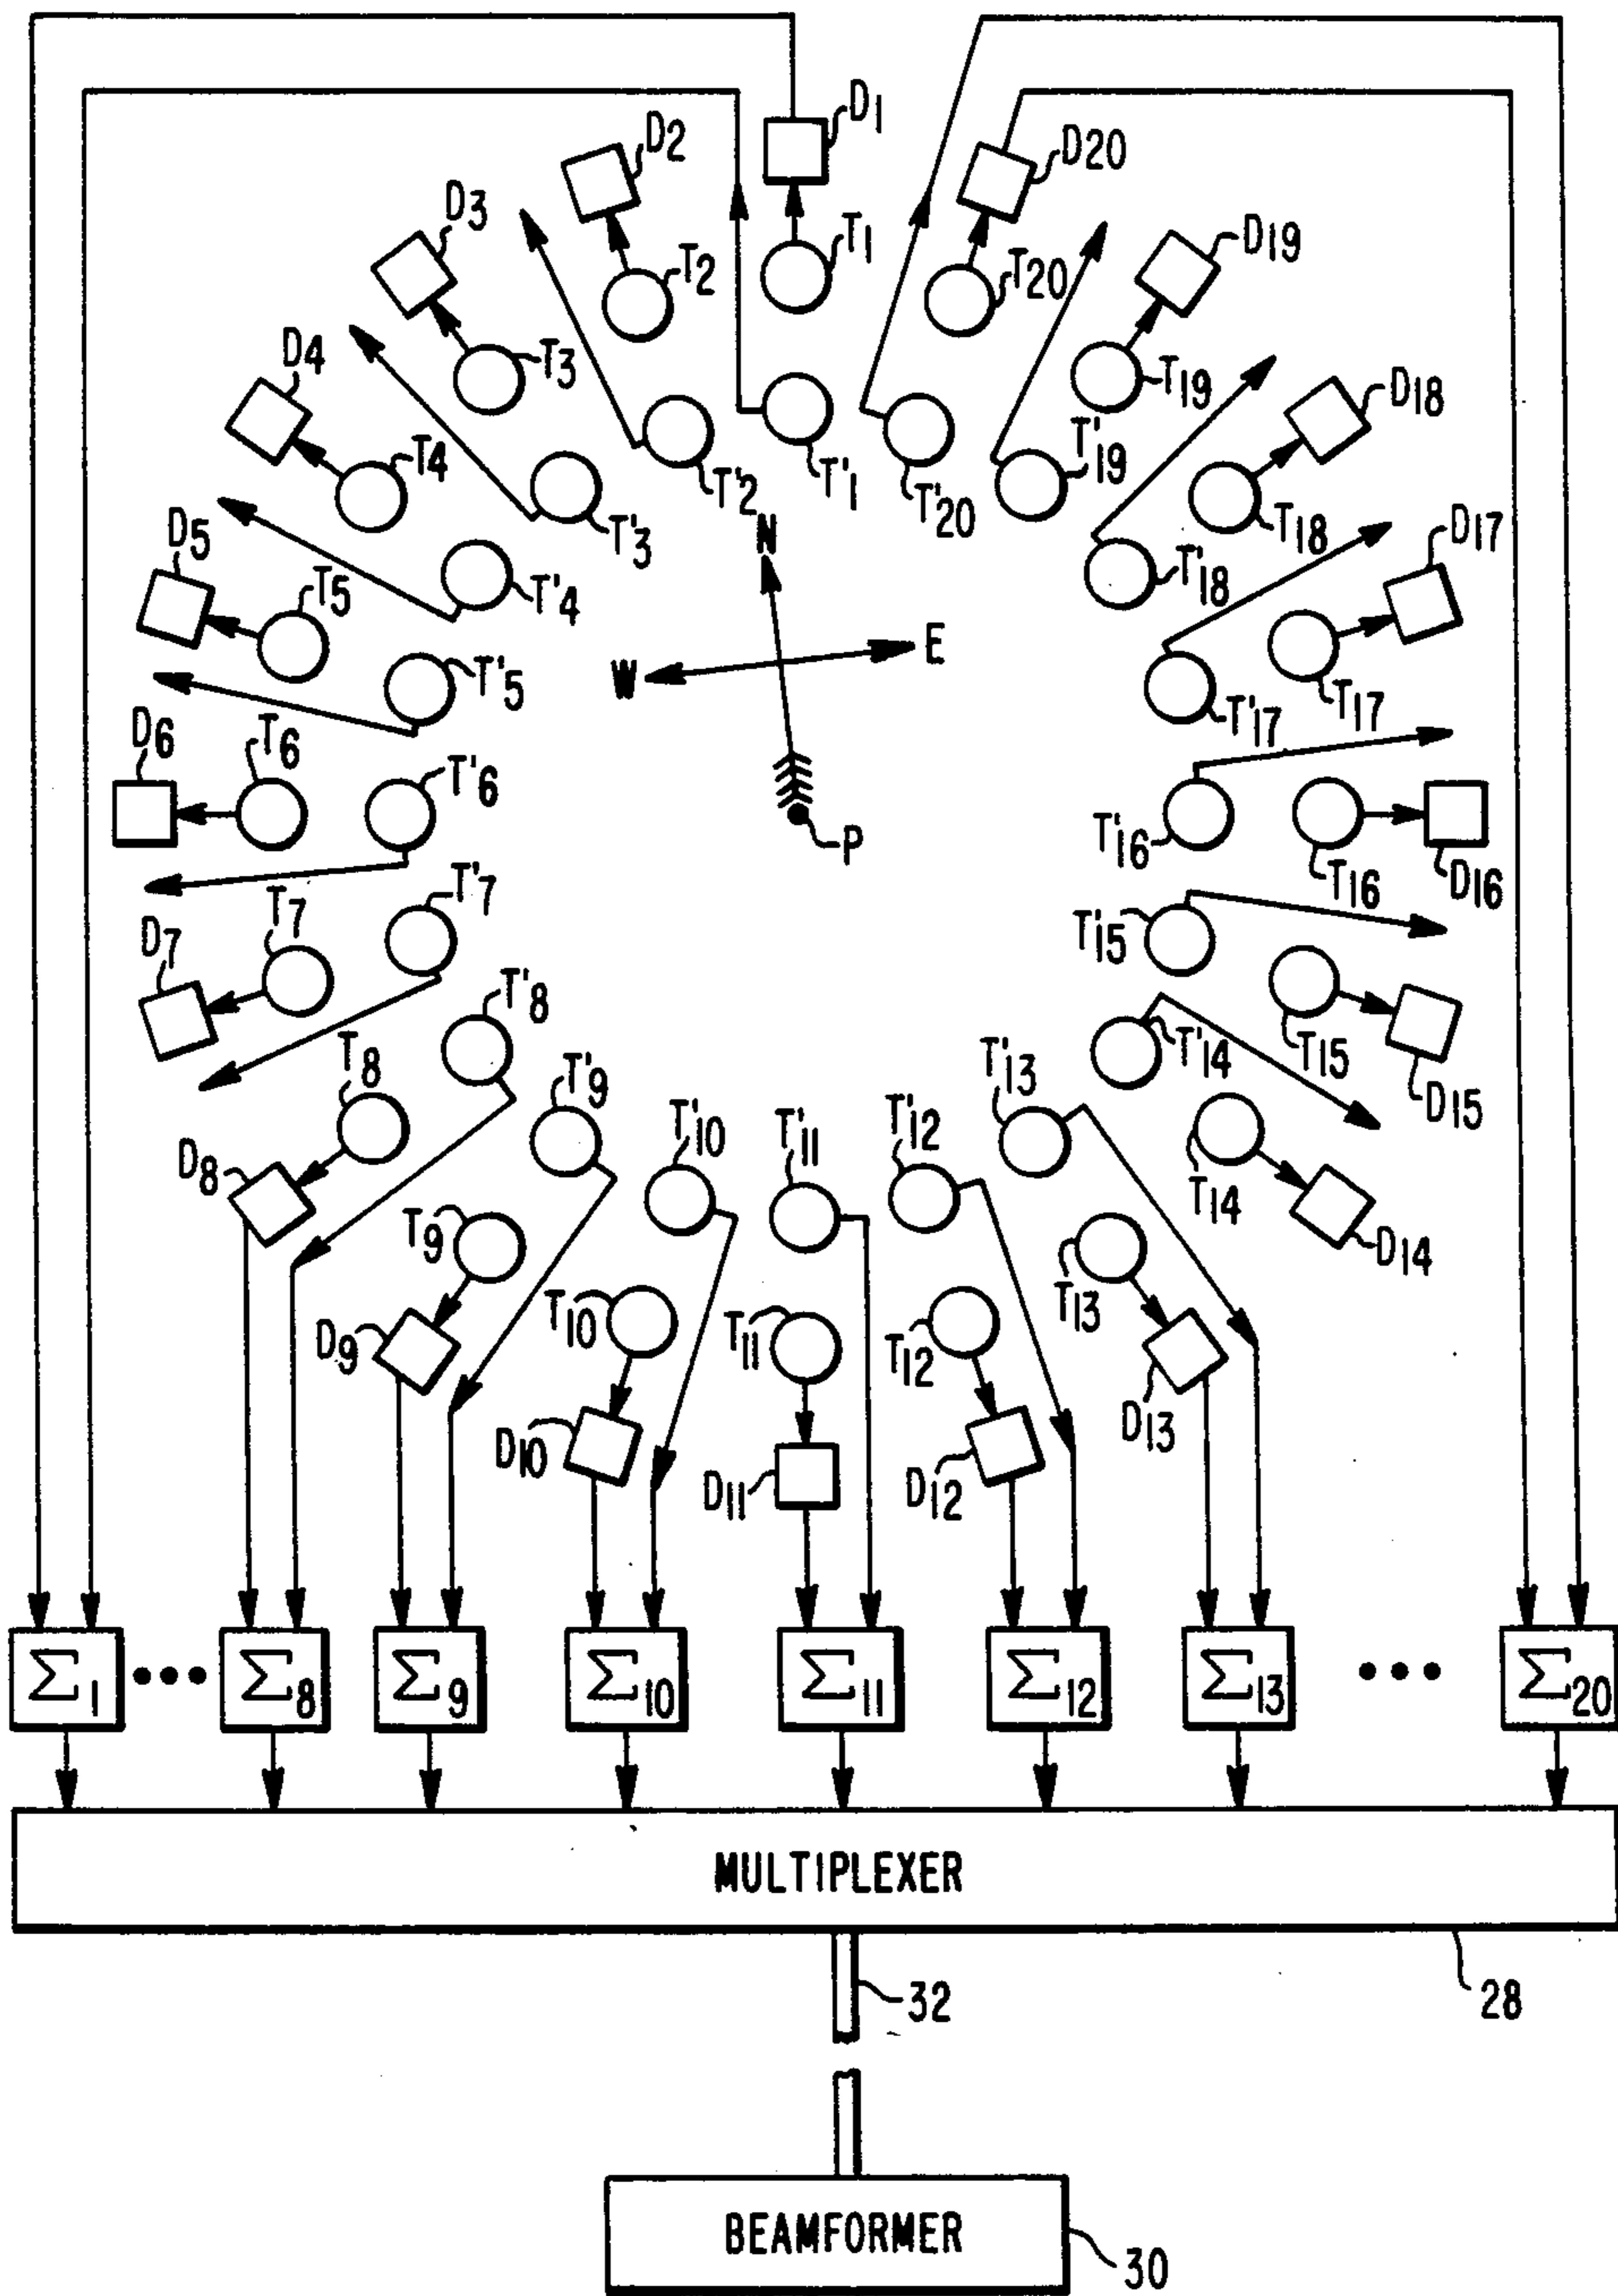 D1
D2
D20
D3
D19
T1
T2
T20
D4
T3
T19
D18
T4
T'1
T'2
T'20
T'19
D5
T'3
T18
D17
T5
T'4
N
T'18
T'5
W
E
T17
D6
T6
T'17
T'6
P
T'16
T16
D16
D7
T7
T'7
T'15
T8
T'8
T'9
T'10
T'11
T'12
T'13
T'14
T15
D15
D8
T9
T14
D14
T10
T11
T12
T13
D9
D10
D11
D12
D13
Σ1 ••• Σ8 Σ9 Σ10 Σ11 Σ12 Σ13 ••• Σ20
MULTIPLEXER
32
28
BEAMFORMER
30